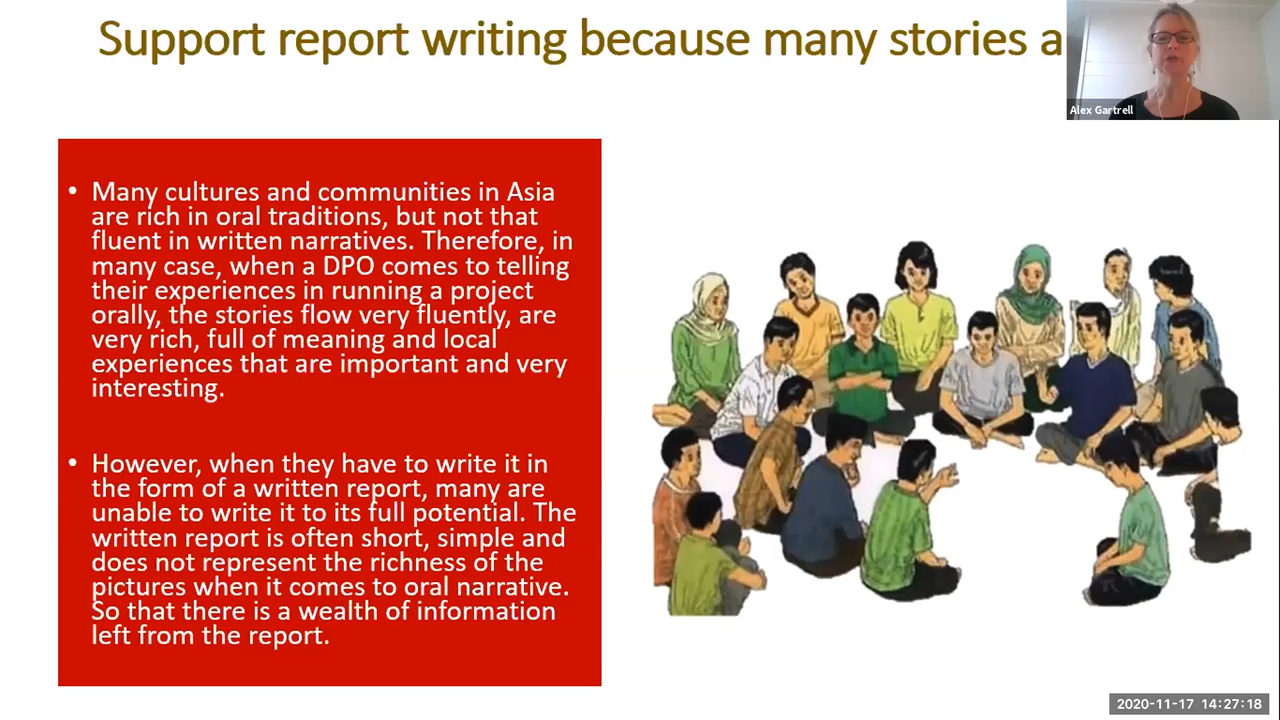 Support report writing because many stories a
Alex Gartrell
• Many cultures and communities in Asia
are rich in oral traditions, but not that
fluent in written narratives. Therefore, in
many case, when a DPO comes to telling
their experiences in running a project
orally, the stories flow very fluently, are
very rich, full of meaning and local
experiences that are important and very
interesting.
• However, when they have to write it in
the form of a written report, many are
unable to write it to its full potential. The
written report is often short, simple and
does not represent the richness of the
pictures when it comes to oral narrative.
So that there is a wealth of information
left from the report.
2020-11-17 14:27:18